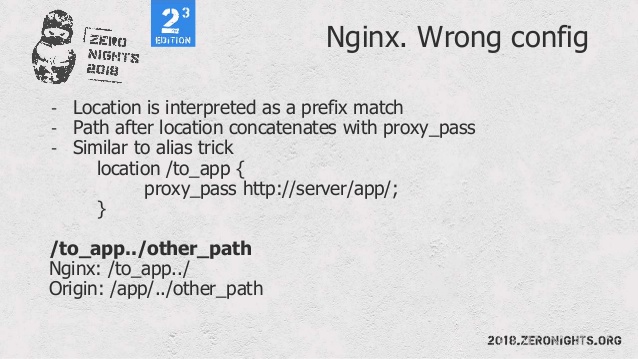 ZERO
NIGHTS
2018
2³
EDITION
Nginx. Wrong config
- Location is interpreted as a prefix match
- Path after location concatenates with proxy_pass
- Similar to alias trick
location /to_app {
proxy_pass http://server/app/;
}
/to_app../other_path
Nginx: /to_app../
Origin: /app/../other_path
2018.ZERONIGHTS.ORG